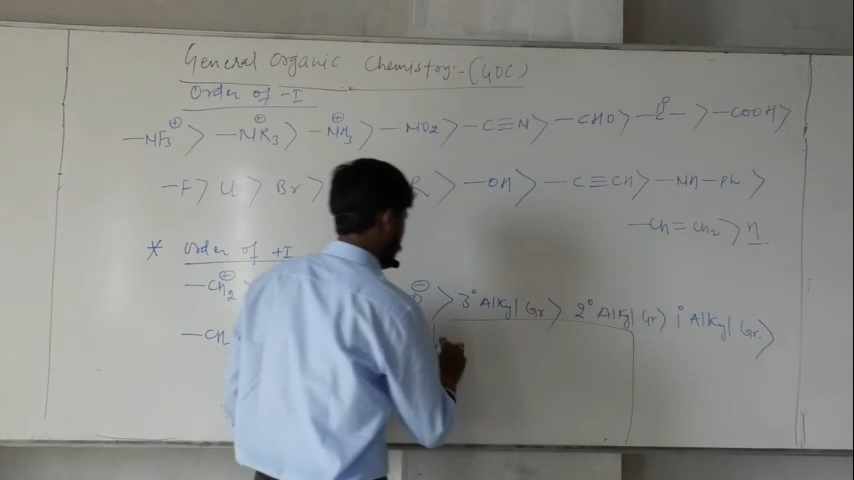 General Organic Chemistry:-(GOC)
Order of -I
-NF3⊕ > -NR3⊕ > -NH3⊕ > -NO2 > -C≡N > -CHO > -C(=O)- > -COOH >
-F > Cl > Br > R > -OH > -C≡CH > -NH-Ph >
-CH=CH2 > H
* Order of +I
-CH2⊖ > ⊖ > 3° Alkyl Gr > 2° Alkyl Gr > 1° Alkyl Gr. >
-CH